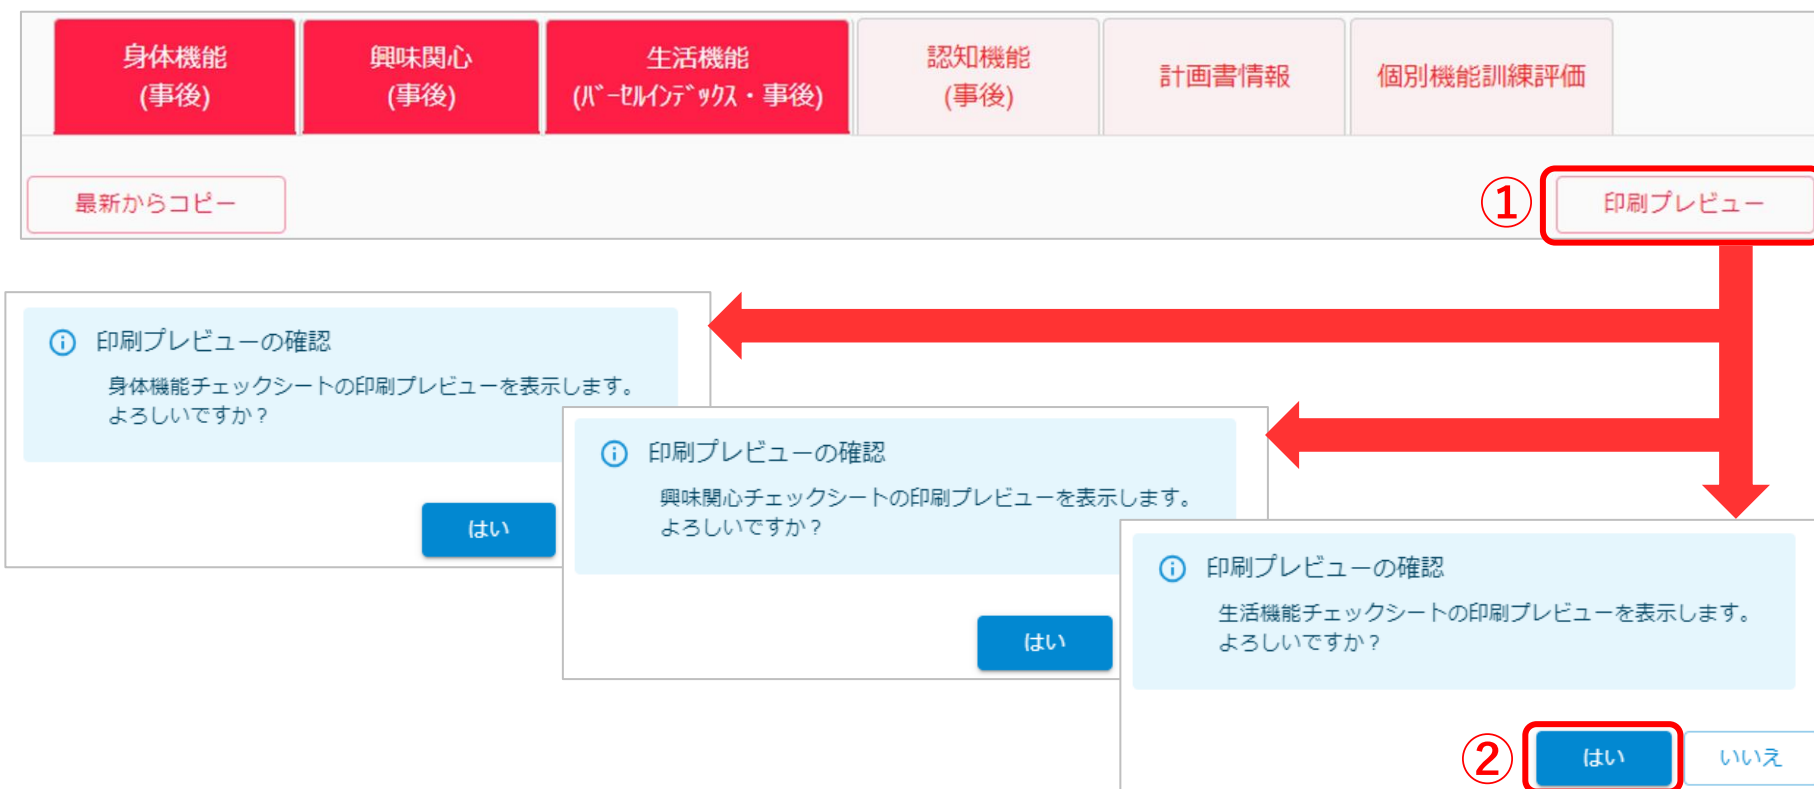 身体機能
(事後)
興味関心
(事後)
生活機能
(ﾊﾞｰｾﾙｲﾝﾃﾞｯｸｽ・事後)
認知機能
(事後)
計画書情報
個別機能訓練評価
最新からコピー
①
印刷プレビュー
印刷プレビューの確認
身体機能チェックシートの印刷プレビューを表示します。
よろしいですか？
はい
印刷プレビューの確認
興味関心チェックシートの印刷プレビューを表示します。
よろしいですか？
はい
印刷プレビューの確認
生活機能チェックシートの印刷プレビューを表示します。
よろしいですか？
②
はい
いいえ